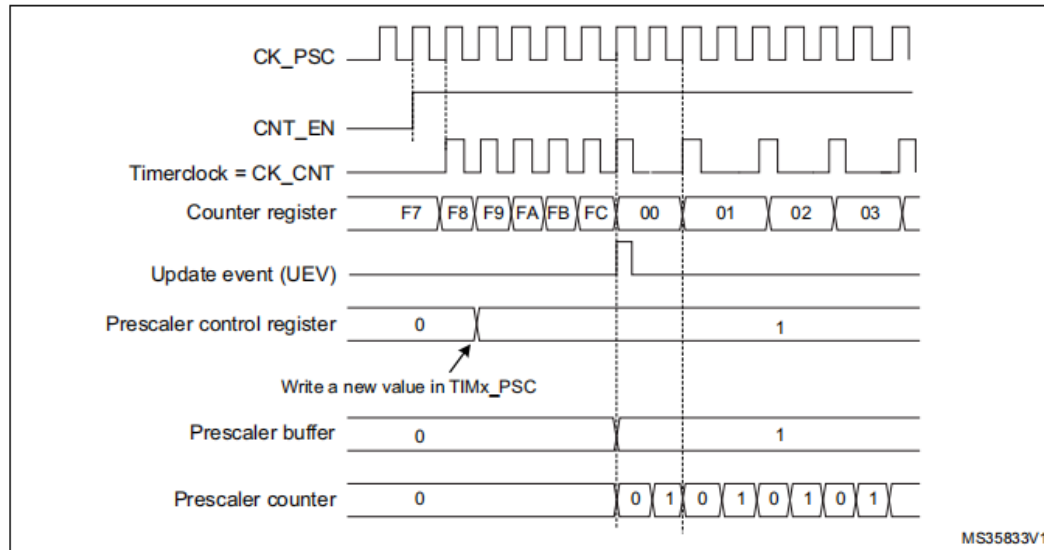 CK_PSC
CNT_EN
Timerclock = CK_CNT
Counter register F7 F8 F9 FA FB FC 00 01 02 03
Update event (UEV)
Prescaler control register 0 1
Write a new value in TIMx_PSC
Prescaler buffer 0 1
Prescaler counter 0 0 1 0 1 0 1 0 1
MS35833V1